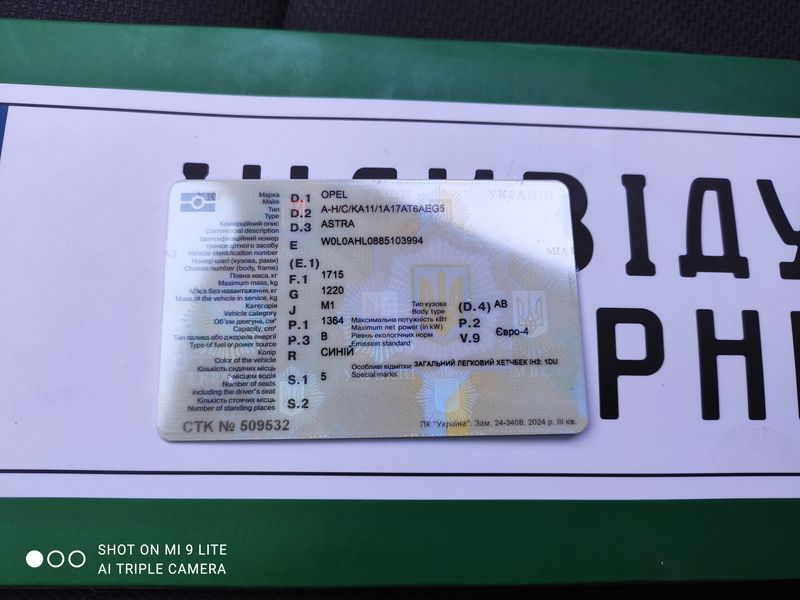 ВІДУ
РН
УКРАЇНИ
Марка
Make D.1 OPEL
Тип
Type D.2 A-H/C/KA11/1A17AT6AEG5
Комерційний опис
Commercial description D.3 ASTRA
Ідентифікаційний номер
транспортного засобу E W0L0AHL0885103994
Vehicle identification number
Номер шасі (кузова, рами) (E.1)
Chassis number (body, frame)
Повна маса, кг F.1 1715
Maximum mass, kg
Маса без навантаження, кг G 1220
Mass of the vehicle in service, kg
Категорія J M1 Тип кузова (D.4) AB
Vehicle category Body type
Об'єм двигуна, см³ P.1 1364 Максимальна потужність кВт P.2
Capacity, cm³ Maximum net power (in kW)
Тип палива або джерела енергії P.3 B Рівень екологічних норм V.9 Євро-4
Type of fuel or power source Emission standard
Колір R СИНІЙ
Color of the vehicle
Кількість сидячих місць Особливі відмітки: ЗАГАЛЬНИЙ ЛЕГКОВИЙ ХЕТЧБЕК ІНЗ: 1DU
з місцем водія S.1 5 Special marks
Number of seats
including the driver's seat
Кількість стоячих місць S.2
Number of standing places
СТК № 509532
ПК "Україна". Зам. 24-3408. 2024 р. III кв.
SHOT ON MI 9 LITE
AI TRIPLE CAMERA